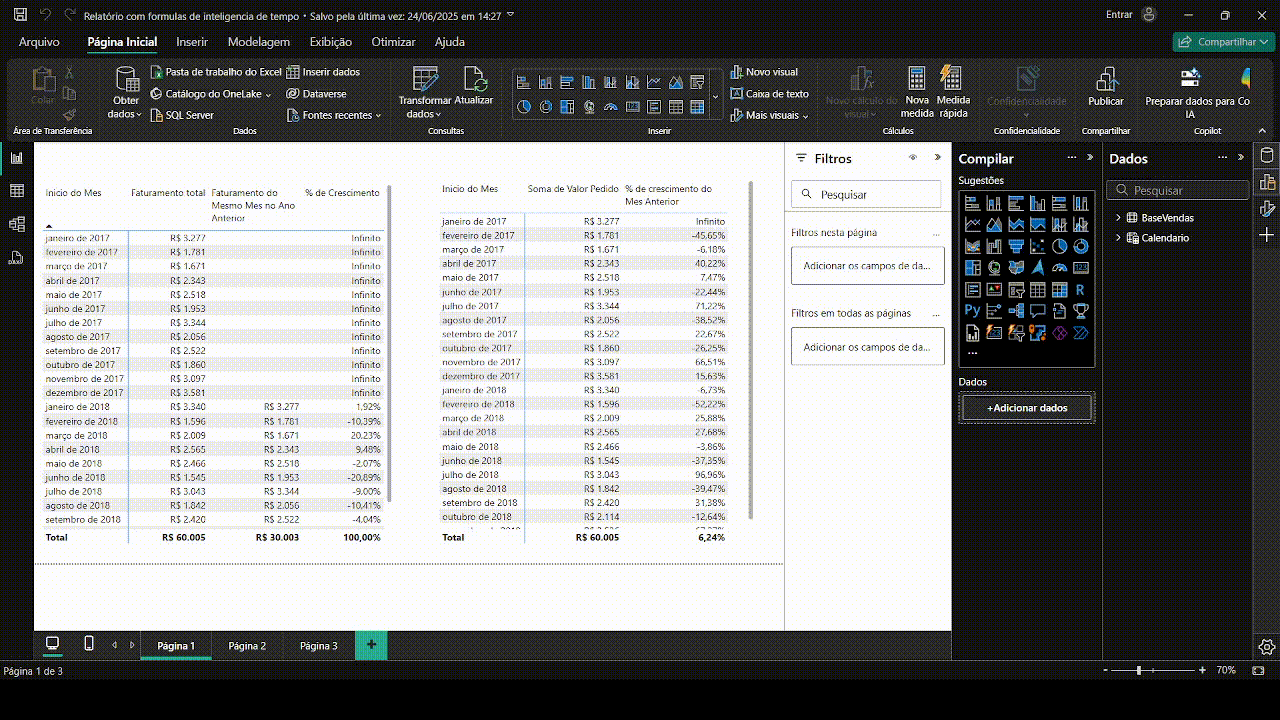 Relatório com formulas de inteligencia de tempo • Salvo pela última vez: 24/06/2025 em 14:27
Entrar
Arquivo
Página Inicial
Inserir
Modelagem
Exibição
Otimizar
Ajuda
Compartilhar
Colar
Área de Transferência
Obter dados
Pasta de trabalho do Excel
Catálogo do OneLake
SQL Server
Inserir dados
Dataverse
Fontes recentes
Dados
Transformar dados
Atualizar
Consultas
Inserir
Novo visual
Caixa de texto
Mais visuais
Novo cálculo do visual
Nova medida
Medida rápida
Cálculos
Confidencialidade
Confidencialidade
Publicar
Compartilhar
Preparar dados para IA
Co
Copilot
Inicio do Mes Faturamento total Faturamento do Mesmo Mes no Ano Anterior % de Crescimento
janeiro de 2017 R$ 3.277 Infinito
fevereiro de 2017 R$ 1.781 Infinito
março de 2017 R$ 1.671 Infinito
abril de 2017 R$ 2.343 Infinito
maio de 2017 R$ 2.518 Infinito
junho de 2017 R$ 1.953 Infinito
julho de 2017 R$ 3.344 Infinito
agosto de 2017 R$ 2.056 Infinito
setembro de 2017 R$ 2.522 Infinito
outubro de 2017 R$ 1.860 Infinito
novembro de 2017 R$ 3.097 Infinito
dezembro de 2017 R$ 3.581 Infinito
janeiro de 2018 R$ 3.340 R$ 3.277 1,92%
fevereiro de 2018 R$ 1.596 R$ 1.781 -10,39%
março de 2018 R$ 2.009 R$ 1.671 20,23%
abril de 2018 R$ 2.565 R$ 2.343 9,48%
maio de 2018 R$ 2.466 R$ 2.518 -2,07%
junho de 2018 R$ 1.545 R$ 1.953 -20,89%
julho de 2018 R$ 3.043 R$ 3.344 -9,00%
agosto de 2018 R$ 1.842 R$ 2.056 -10,41%
setembro de 2018 R$ 2.420 R$ 2.522 -4,04%
Total R$ 60.005 R$ 30.003 100,00%
Inicio do Mes Soma de Valor Pedido % de crescimento do Mes Anterior
janeiro de 2017 R$ 3.277 Infinito
fevereiro de 2017 R$ 1.781 -45,65%
março de 2017 R$ 1.671 -6,18%
abril de 2017 R$ 2.343 40,22%
maio de 2017 R$ 2.518 7,47%
junho de 2017 R$ 1.953 -22,44%
julho de 2017 R$ 3.344 71,22%
agosto de 2017 R$ 2.056 -38,52%
setembro de 2017 R$ 2.522 22,67%
outubro de 2017 R$ 1.860 -26,25%
novembro de 2017 R$ 3.097 66,51%
dezembro de 2017 R$ 3.581 15,63%
janeiro de 2018 R$ 3.340 -6,73%
fevereiro de 2018 R$ 1.596 -52,22%
março de 2018 R$ 2.009 25,88%
abril de 2018 R$ 2.565 27,68%
maio de 2018 R$ 2.466 -3,86%
junho de 2018 R$ 1.545 -37,35%
julho de 2018 R$ 3.043 96,96%
agosto de 2018 R$ 1.842 -39,47%
setembro de 2018 R$ 2.420 31,38%
outubro de 2018 R$ 2.114 -12,64%
Total R$ 60.005 6,24%
Filtros
Pesquisar
Filtros nesta página ...
Adicionar os campos de da...
Filtros em todas as páginas ...
Adicionar os campos de da...
Compilar
Sugestões
R
Py
Dados
+Adicionar dados
Dados
Pesquisar
BaseVendas
Calendario
Página 1
Página 2
Página 3
+
Página 1 de 3
- + 70%